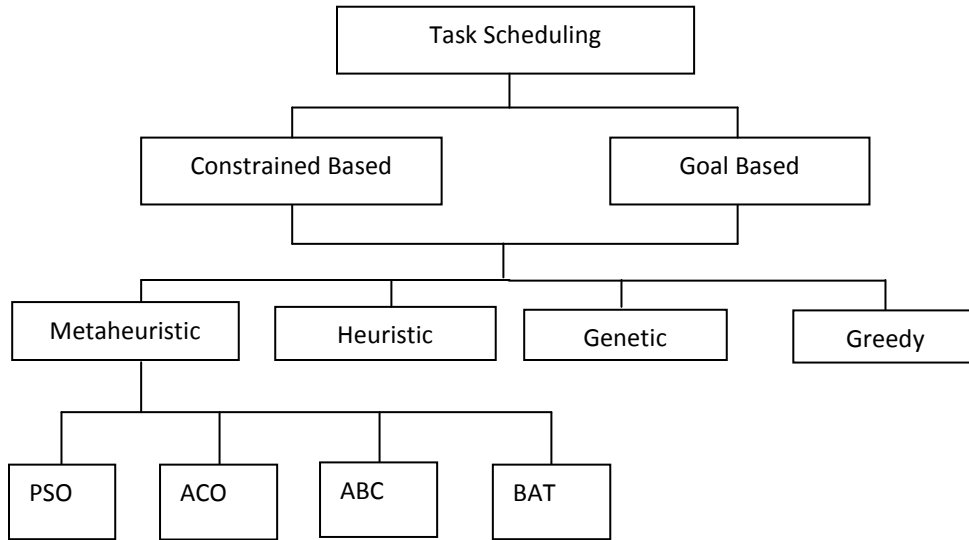 Task Scheduling
Constrained Based
Goal Based
Metaheuristic
Heuristic
Genetic
Greedy
PSO
ACO
ABC
BAT